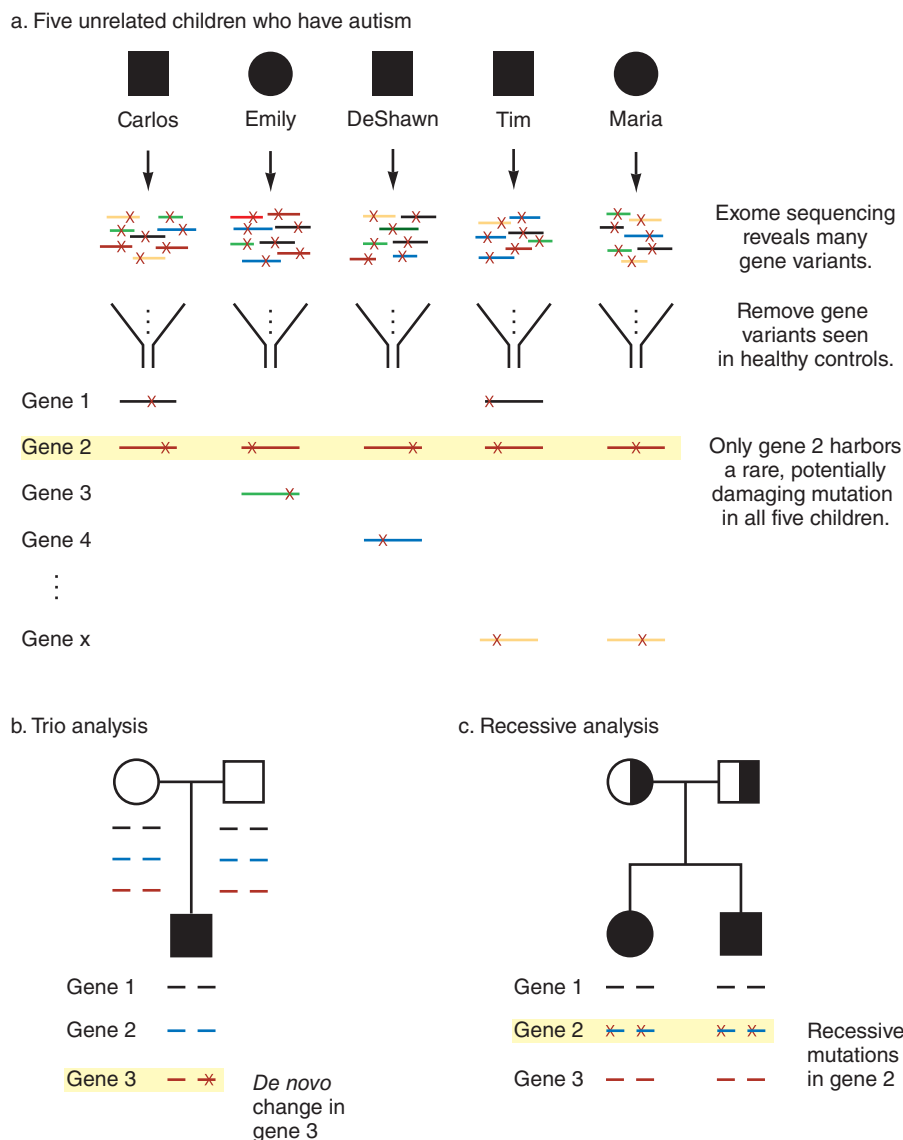 a. Five unrelated children who have autism
Carlos
Emily
DeShawn
Tim
Maria
Exome sequencing
reveals many
gene variants.
Remove gene
variants seen
in healthy controls.
Gene 1
Gene 2
Only gene 2 harbors
a rare, potentially
damaging mutation
in all five children.
Gene 3
Gene 4
Gene x
b. Trio analysis
Gene 1
Gene 2
Gene 3
De novo
change in
gene 3
c. Recessive analysis
Gene 1
Gene 2
Recessive
mutations
in gene 2
Gene 3